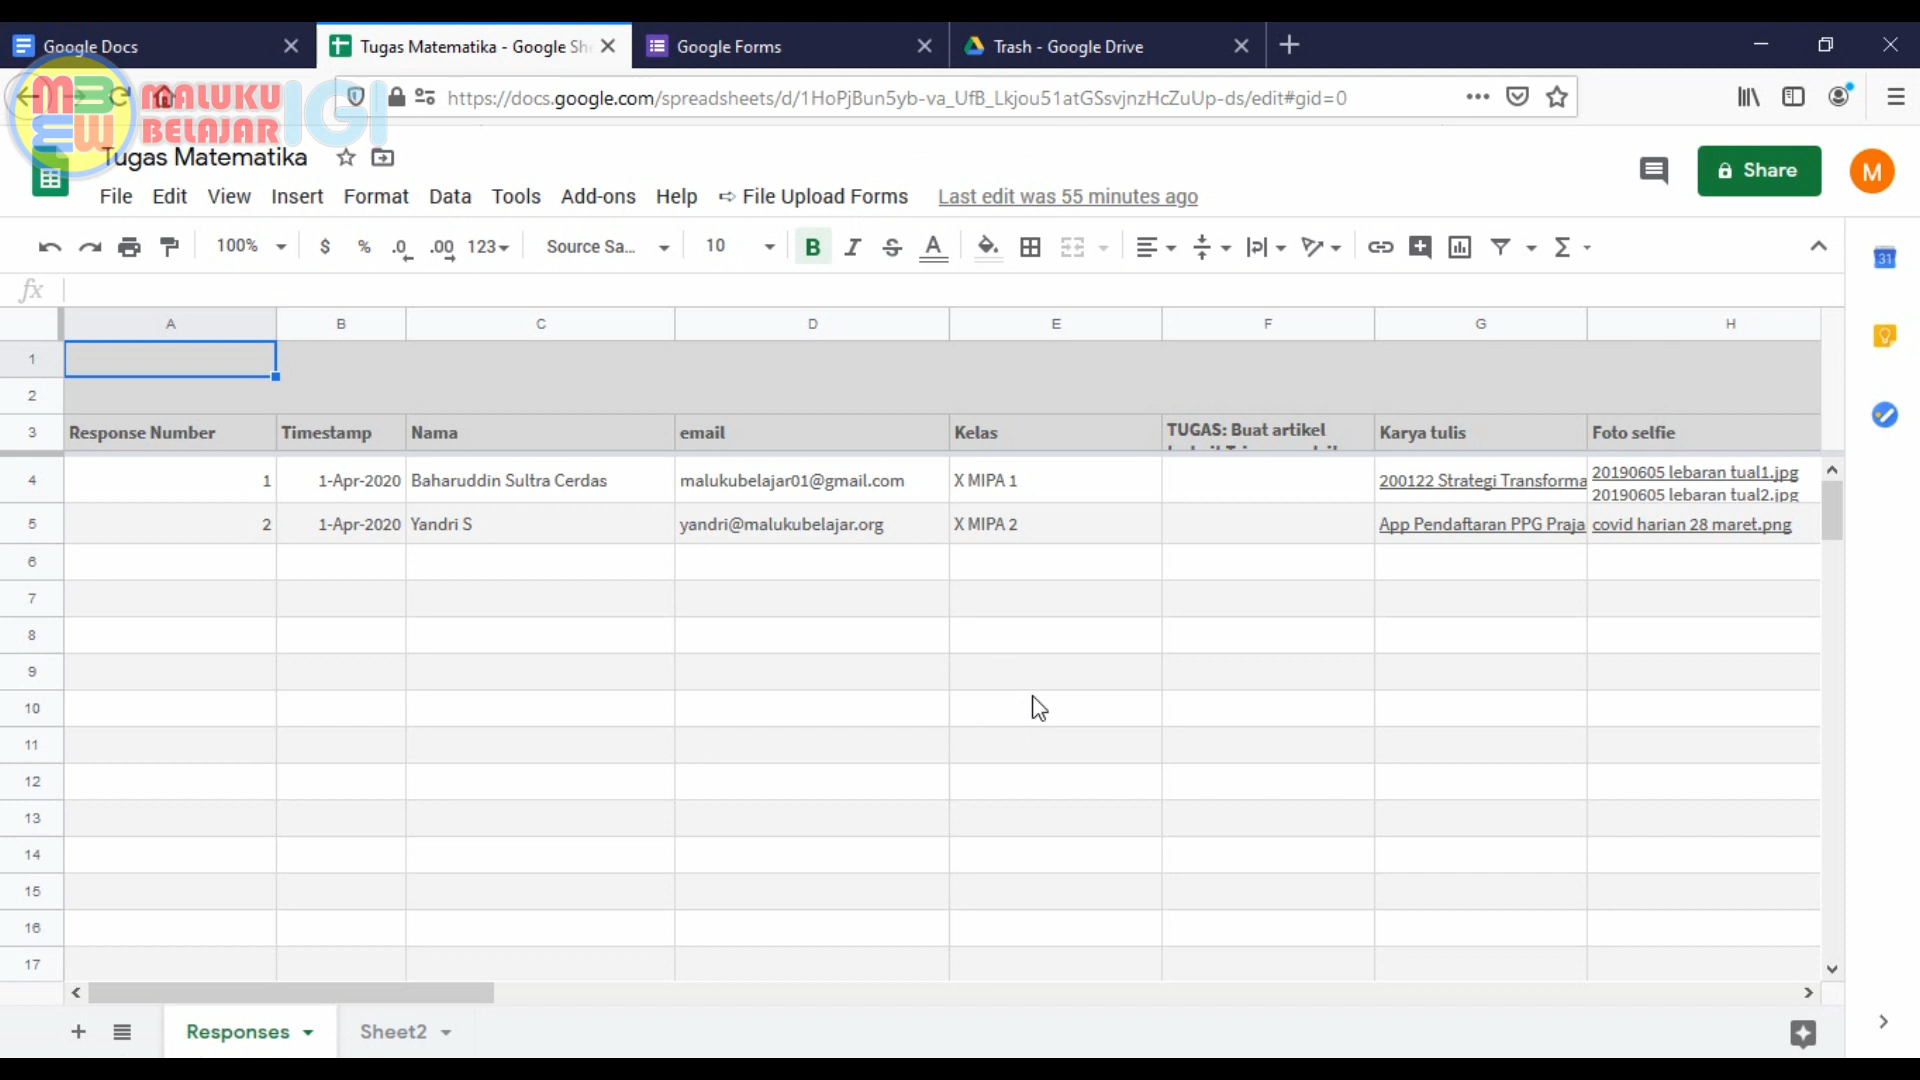 Google Docs
Tugas Matematika - Google Sh
Google Forms
Trash - Google Drive
MBEW
MALUKU
BELAJAR
IGI
https://docs.google.com/spreadsheets/d/1HoPjBun5yb-va_UfB_Lkjou51atGSsvjnzHcZuUp-ds/edit#gid=0
Tugas Matematika
Share
M
File Edit View Insert Format Data Tools Add-ons Help File Upload Forms Last edit was 55 minutes ago
100% $ % .0 .00 123 Source Sa... 10 B I S A Σ
31
fx
A B C D E F G H
1
2
3 Response Number Timestamp Nama email Kelas TUGAS: Buat artikel Karya tulis Foto selfie
4 1 1-Apr-2020 Baharuddin Sultra Cerdas malukubelajar01@gmail.com X MIPA 1 200122 Strategi Transforma 20190605 lebaran tual1.jpg
20190605 lebaran tual2.jpg
5 2 1-Apr-2020 Yandri S yandri@malukubelajar.org X MIPA 2 App Pendaftaran PPG Praja covid harian 28 maret.png
6
7
8
9
10
11
12
13
14
15
16
17
Responses Sheet2